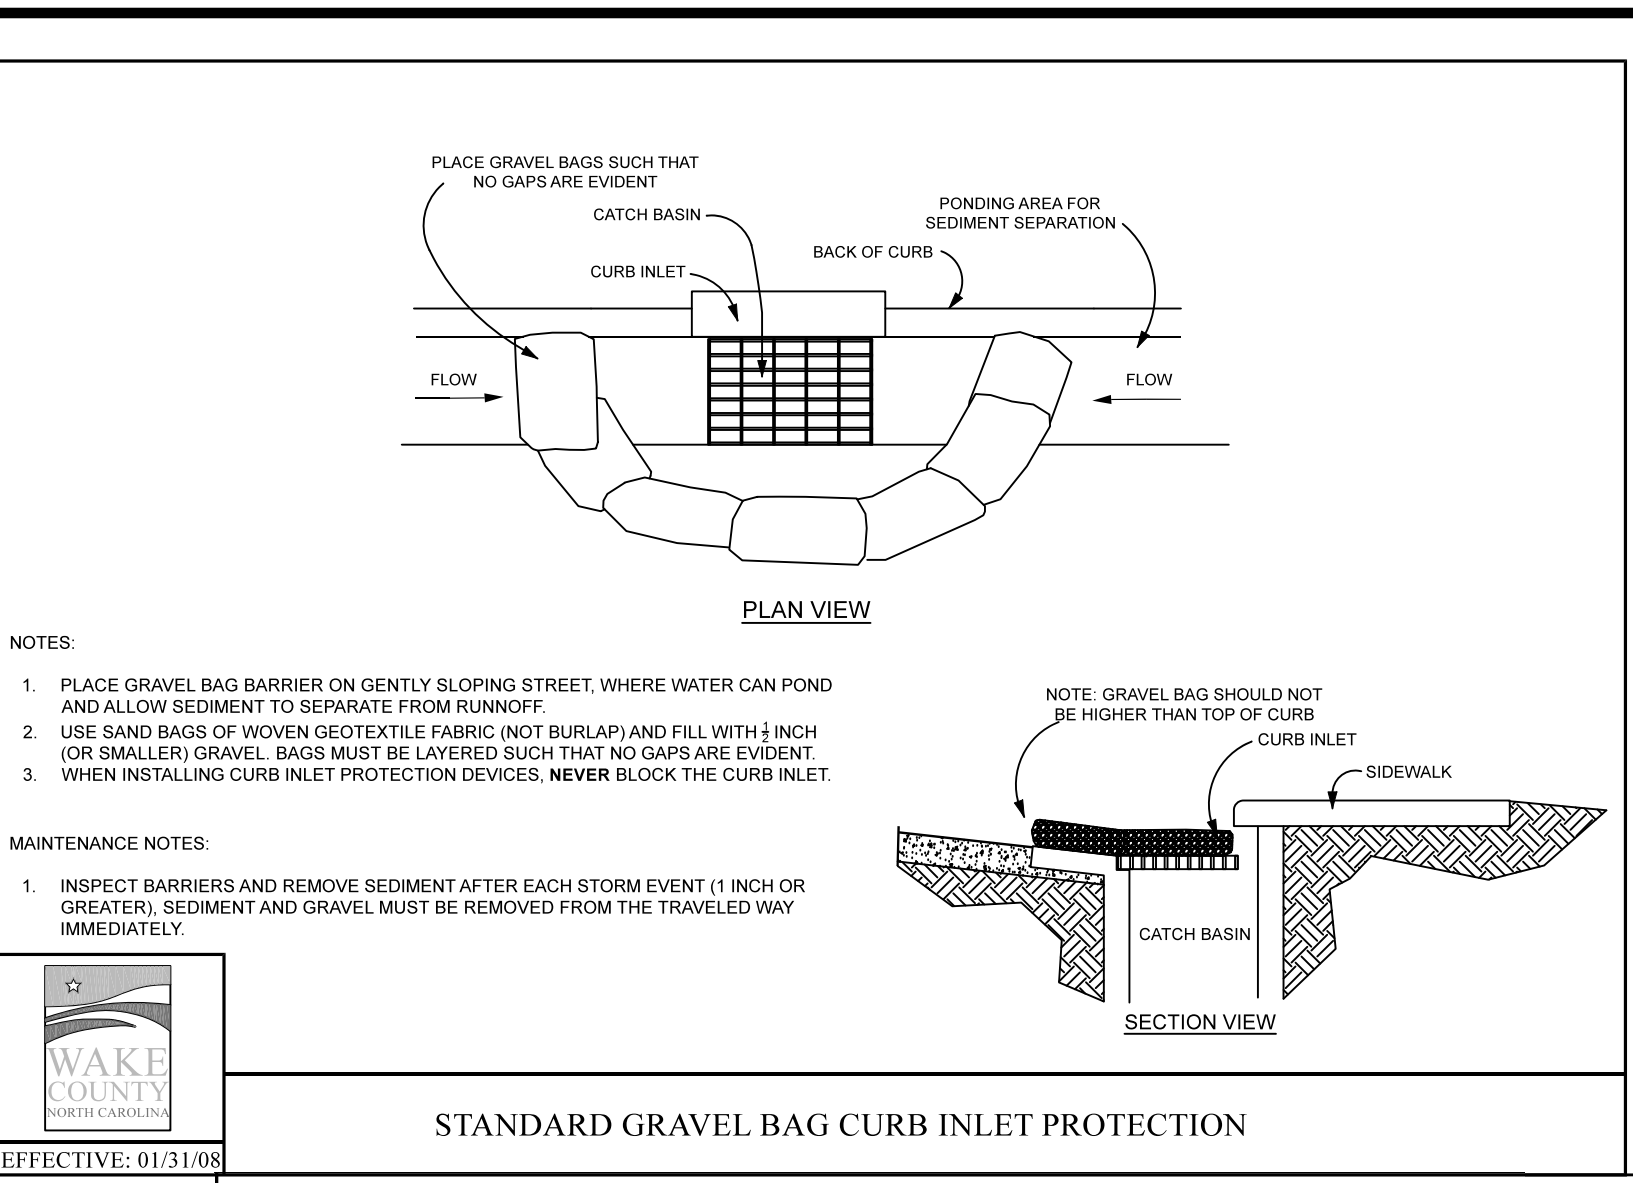 PLACE GRAVEL BAGS SUCH THAT
NO GAPS ARE EVIDENT
CATCH BASIN
CURB INLET
PONDING AREA FOR
SEDIMENT SEPARATION
BACK OF CURB
FLOW
FLOW
PLAN VIEW
NOTES:
1. PLACE GRAVEL BAG BARRIER ON GENTLY SLOPING STREET, WHERE WATER CAN POND
AND ALLOW SEDIMENT TO SEPARATE FROM RUNNOFF.
2. USE SAND BAGS OF WOVEN GEOTEXTILE FABRIC (NOT BURLAP) AND FILL WITH ½ INCH
(OR SMALLER) GRAVEL. BAGS MUST BE LAYERED SUCH THAT NO GAPS ARE EVIDENT.
3. WHEN INSTALLING CURB INLET PROTECTION DEVICES, NEVER BLOCK THE CURB INLET.
MAINTENANCE NOTES:
1. INSPECT BARRIERS AND REMOVE SEDIMENT AFTER EACH STORM EVENT (1 INCH OR
GREATER), SEDIMENT AND GRAVEL MUST BE REMOVED FROM THE TRAVELED WAY
IMMEDIATELY.
NOTE: GRAVEL BAG SHOULD NOT
BE HIGHER THAN TOP OF CURB
CURB INLET
SIDEWALK
CATCH BASIN
SECTION VIEW
WAKE
COUNTY
NORTH CAROLINA
EFFECTIVE: 01/31/08
STANDARD GRAVEL BAG CURB INLET PROTECTION